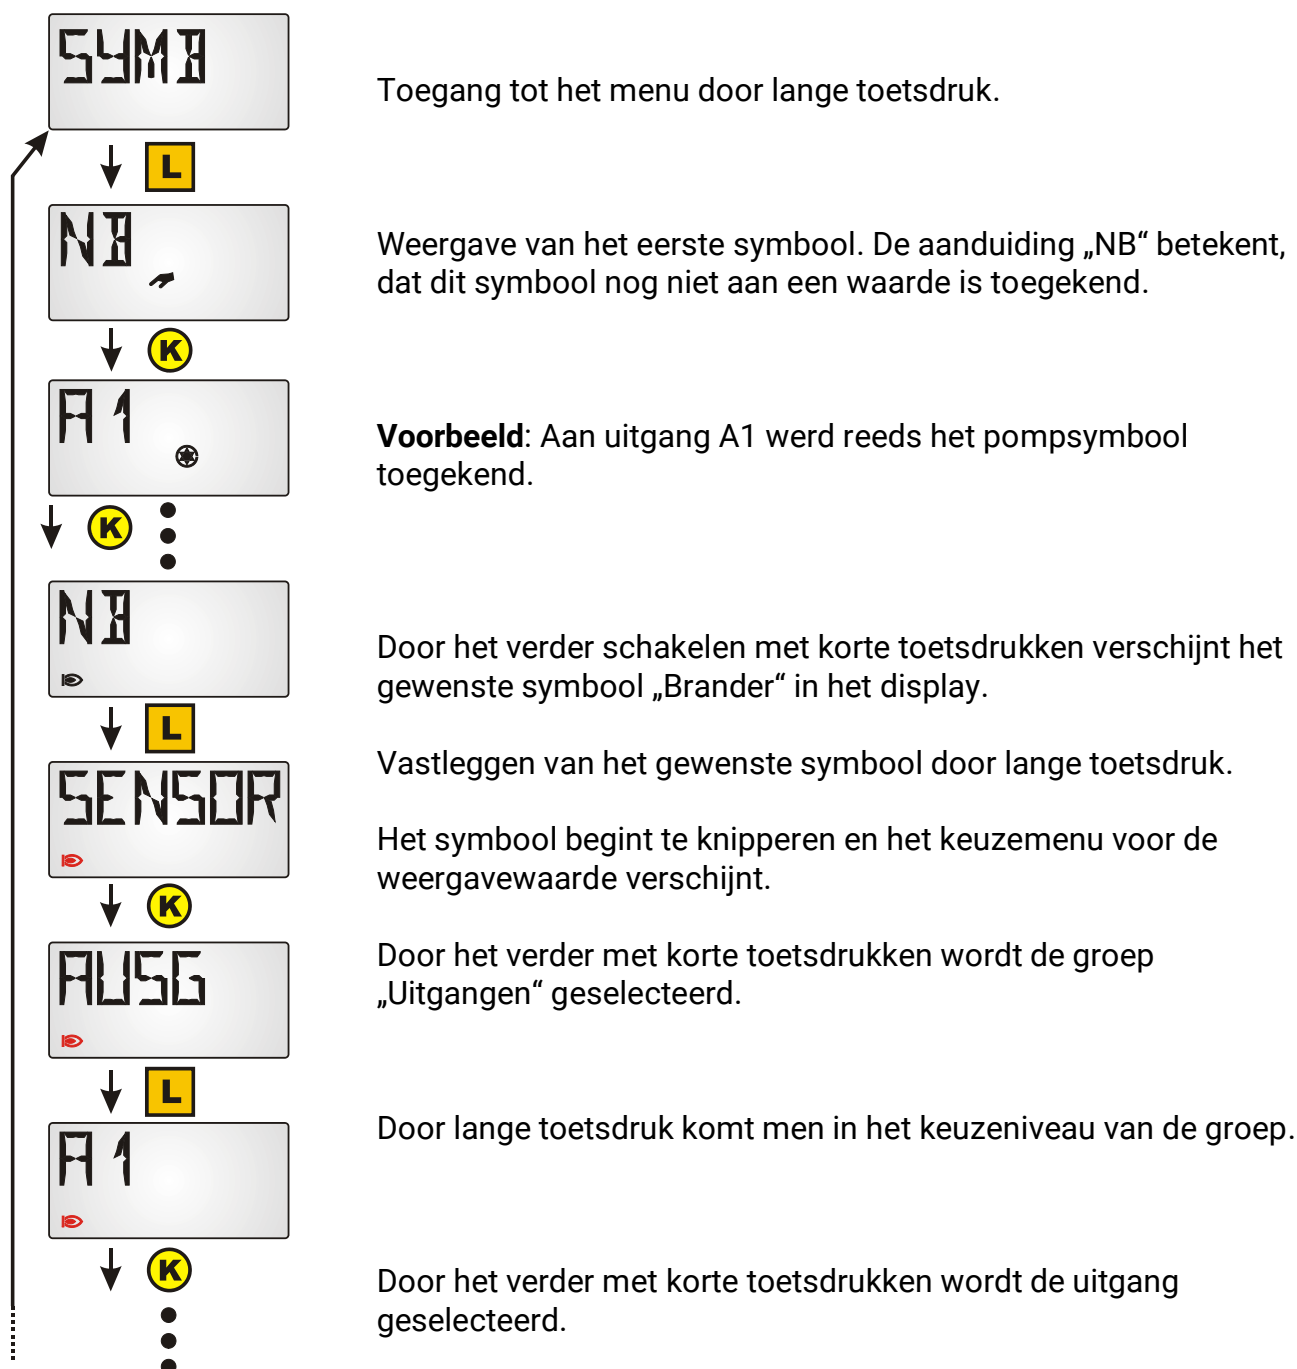 SYMB
Toegang tot het menu door lange toetsdruk.
L
NB
Weergave van het eerste symbool. De aanduiding „NB“ betekent,
dat dit symbool nog niet aan een waarde is toegekend.
K
A1
Voorbeeld: Aan uitgang A1 werd reeds het pompsymbool
toegekend.
K
NB
Door het verder schakelen met korte toetsdrukken verschijnt het
gewenste symbool „Brander“ in het display.
L
Vastleggen van het gewenste symbool door lange toetsdruk.
SENSOR
Het symbool begint te knipperen en het keuzemenu voor de
weergavewaarde verschijnt.
K
AUSG
Door het verder met korte toetsdrukken wordt de groep
„Uitgangen“ geselecteerd.
L
Door lange toetsdruk komt men in het keuzeniveau van de groep.
A1
K
Door het verder met korte toetsdrukken wordt de uitgang
geselecteerd.